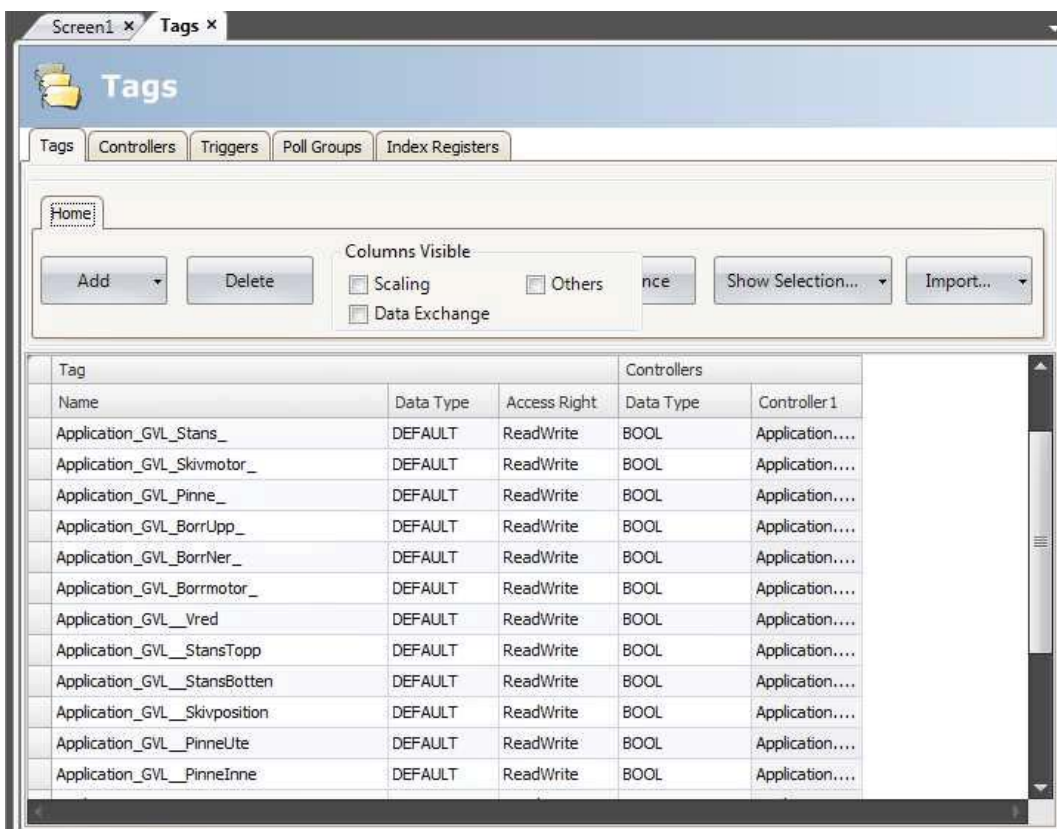 Screen1 × Tags ×
Tags
Tags Controllers Triggers Poll Groups Index Registers
Home
Columns Visible
Add Delete Scaling Others nce Show Selection... Import...
Data Exchange
Tag Controllers
Name Data Type Access Right Data Type Controller1
Application_GVL_Stans_ DEFAULT ReadWrite BOOL Application....
Application_GVL_Skivmotor_ DEFAULT ReadWrite BOOL Application....
Application_GVL_Pinne_ DEFAULT ReadWrite BOOL Application....
Application_GVL_BorrUpp_ DEFAULT ReadWrite BOOL Application....
Application_GVL_BorrNer_ DEFAULT ReadWrite BOOL Application....
Application_GVL_Borrmotor_ DEFAULT ReadWrite BOOL Application....
Application_GVL__Vred DEFAULT ReadWrite BOOL Application....
Application_GVL__StansTopp DEFAULT ReadWrite BOOL Application....
Application_GVL__StansBotten DEFAULT ReadWrite BOOL Application....
Application_GVL__Skivposition DEFAULT ReadWrite BOOL Application....
Application_GVL__PinneUte DEFAULT ReadWrite BOOL Application....
Application_GVL__PinneInne DEFAULT ReadWrite BOOL Application....